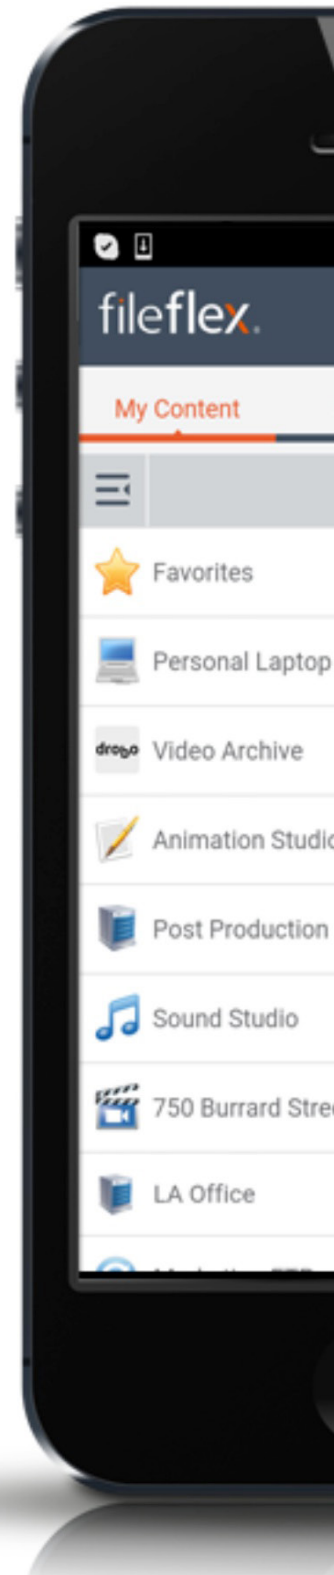 fileflex.
My Content
Favorites
Personal Laptop
drobo Video Archive
Animation Studio
Post Production
Sound Studio
750 Burrard Stree
LA Office